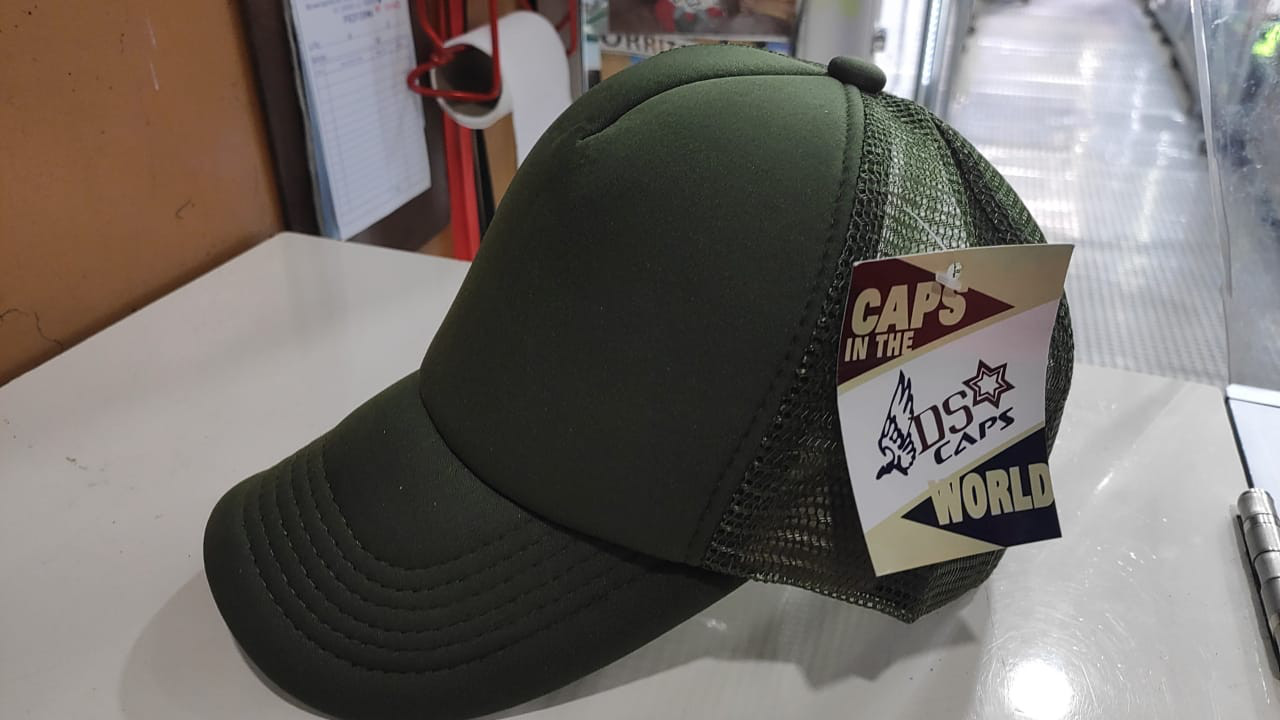 CAPS
IN THE
DS
CAPS
WORLD